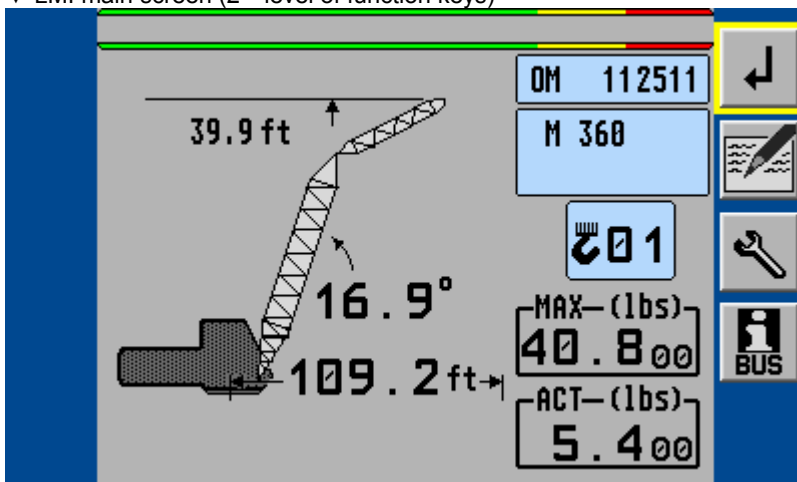 LMI main screen (2nd level of function keys)
OM 112511
39.9 ft
M 360
01
16.9°
MAX–(lbs)
40.800
109.2 ft
ACT–(lbs)
5.400
i
BUS